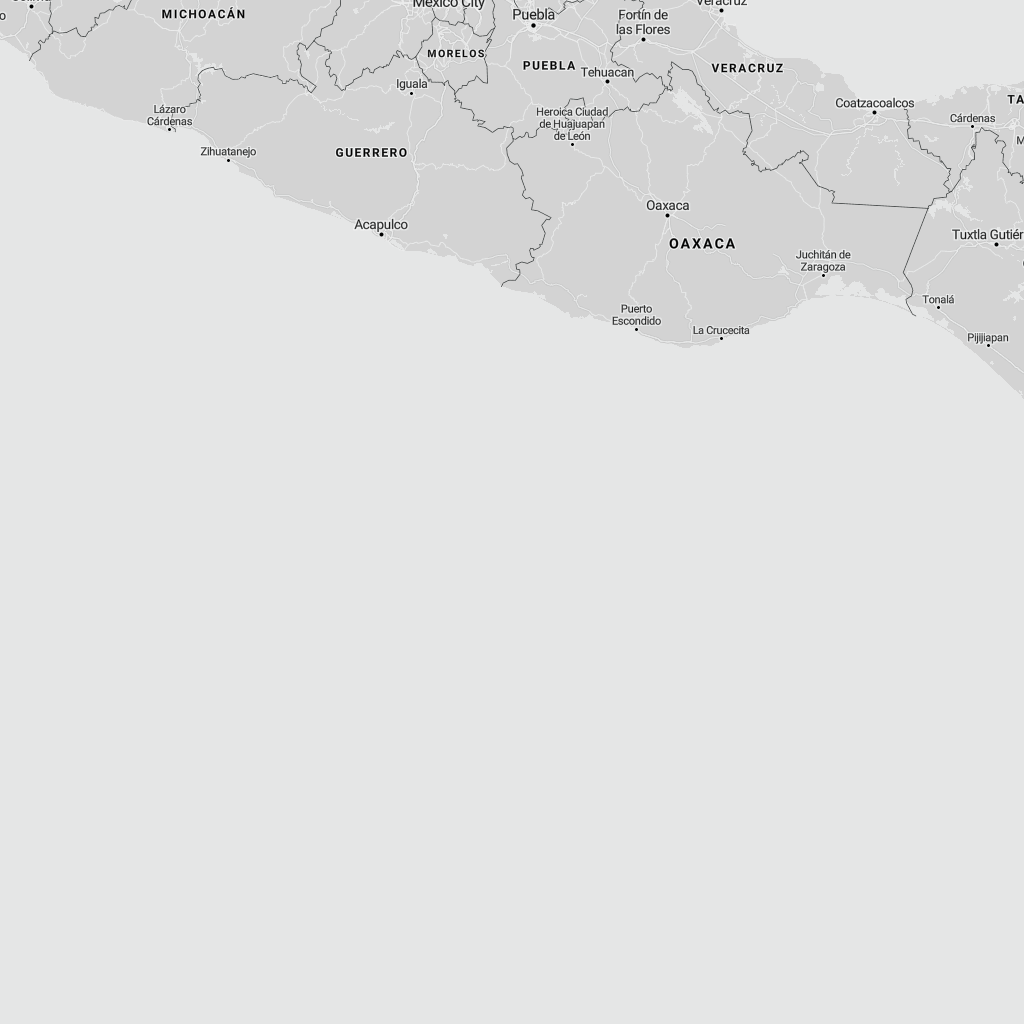 Mexico City
Puebla
Veracruz
MICHOACÁN
Fortín de
las Flores
MORELOS
PUEBLA
Tehuacan
VERACRUZ
Iguala
Coatzacoalcos
TA
Lázaro
Cárdenas
Heroica Ciudad
de Huajuapan
de León
Cárdenas
M
Zihuatanejo
GUERRERO
Oaxaca
Acapulco
OAXACA
Tuxtla Gutiér
Juchitán de
Zaragoza
Tonalá
Puerto
Escondido
La Crucecita
Pijijiapan